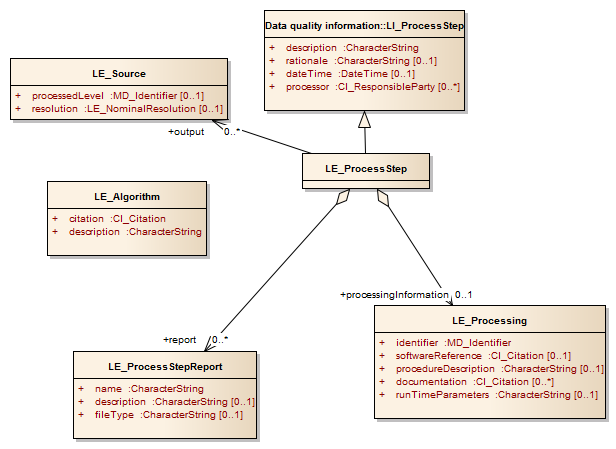 Data quality information::LI_ProcessStep
+ description :CharacterString
+ rationale :CharacterString [0..1]
+ dateTime :DateTime [0..1]
+ processor :CI_ResponsibleParty [0..*]
LE_Source
+ processedLevel :MD_Identifier [0..1]
+ resolution :LE_NominalResolution [0..1]
+output 0..*
LE_ProcessStep
LE_Algorithm
+ citation :CI_Citation
+ description :CharacterString
+processingInformation 0..1
LE_Processing
+ identifier :MD_Identifier
+ softwareReference :CI_Citation [0..1]
+ procedureDescription :CharacterString [0..1]
+ documentation :CI_Citation [0..*]
+ runTimeParameters :CharacterString [0..1]
+report 0..*
LE_ProcessStepReport
+ name :CharacterString
+ description :CharacterString [0..1]
+ fileType :CharacterString [0..1]